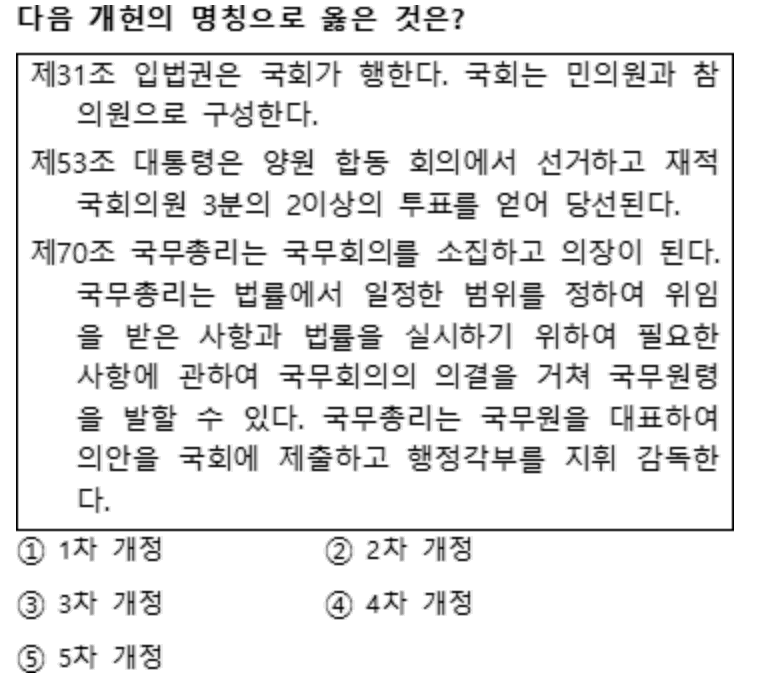 다음 개헌의 명칭으로 옳은 것은?
제31조 입법권은 국회가 행한다. 국회는 민의원과 참
의원으로 구성한다.
제53조 대통령은 양원 합동 회의에서 선거하고 재적
국회의원 3분의 2이상의 투표를 얻어 당선된다.
제70조 국무총리는 국무회의를 소집하고 의장이 된다.
국무총리는 법률에서 일정한 범위를 정하여 위임
을 받은 사항과 법률을 실시하기 위하여 필요한
사항에 관하여 국무회의의 의결을 거쳐 국무원령
을 발할 수 있다. 국무총리는 국무원을 대표하여
의안을 국회에 제출하고 행정각부를 지휘 감독한
다.
① 1차 개정 ② 2차 개정
③ 3차 개정 ④ 4차 개정
⑤ 5차 개정